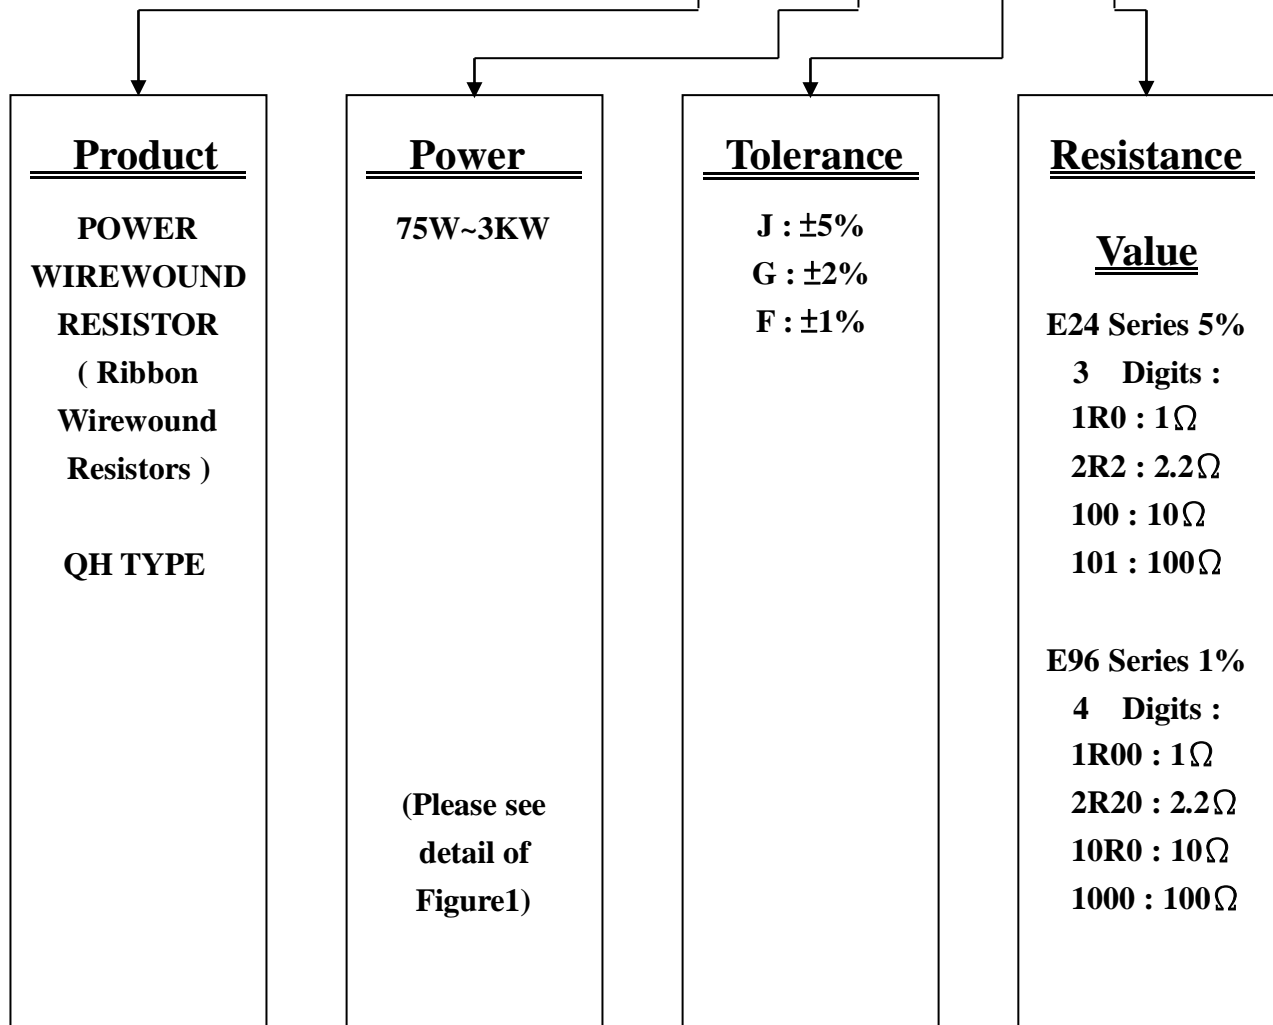 Product
POWER
WIREWOUND
RESISTOR
( Ribbon
Wirewound
Resistors )
QH TYPE
Power
75W~3KW
(Please see
detail of
Figure1)
Tolerance
J : ±5%
G : ±2%
F : ±1%
Resistance
Value
E24 Series 5%
3 Digits :
1R0 : 1Ω
2R2 : 2.2Ω
100 : 10Ω
101 : 100Ω
E96 Series 1%
4 Digits :
1R00 : 1Ω
2R20 : 2.2Ω
10R0 : 10Ω
1000 : 100Ω